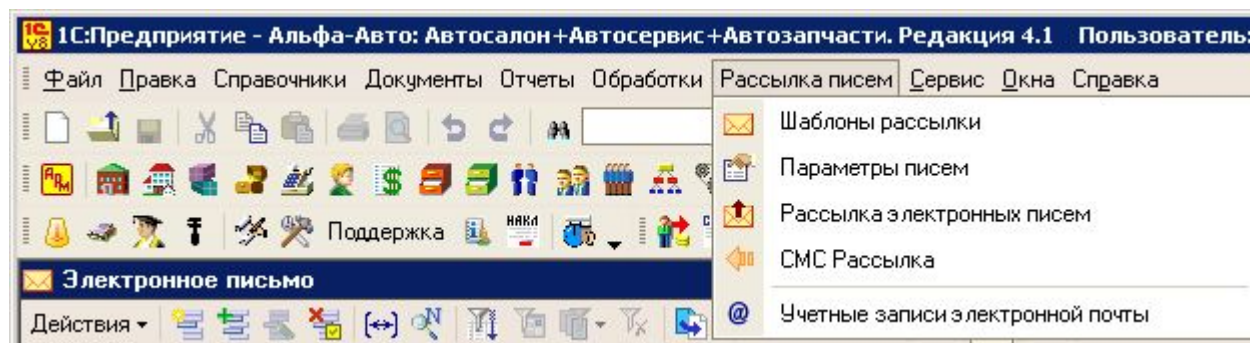 1С:Предприятие - Альфа-Авто: Автосалон+Автосервис+Автозапчасти. Редакция 4.1 Пользователь:
Файл Правка Справочники Документы Отчеты Обработки Рассылка писем Сервис Окна Справка
Шаблоны рассылки
Параметры писем
Рассылка электронных писем
Поддержка
СМС Рассылка
Электронное письмо
Действия
Учетные записи электронной почты